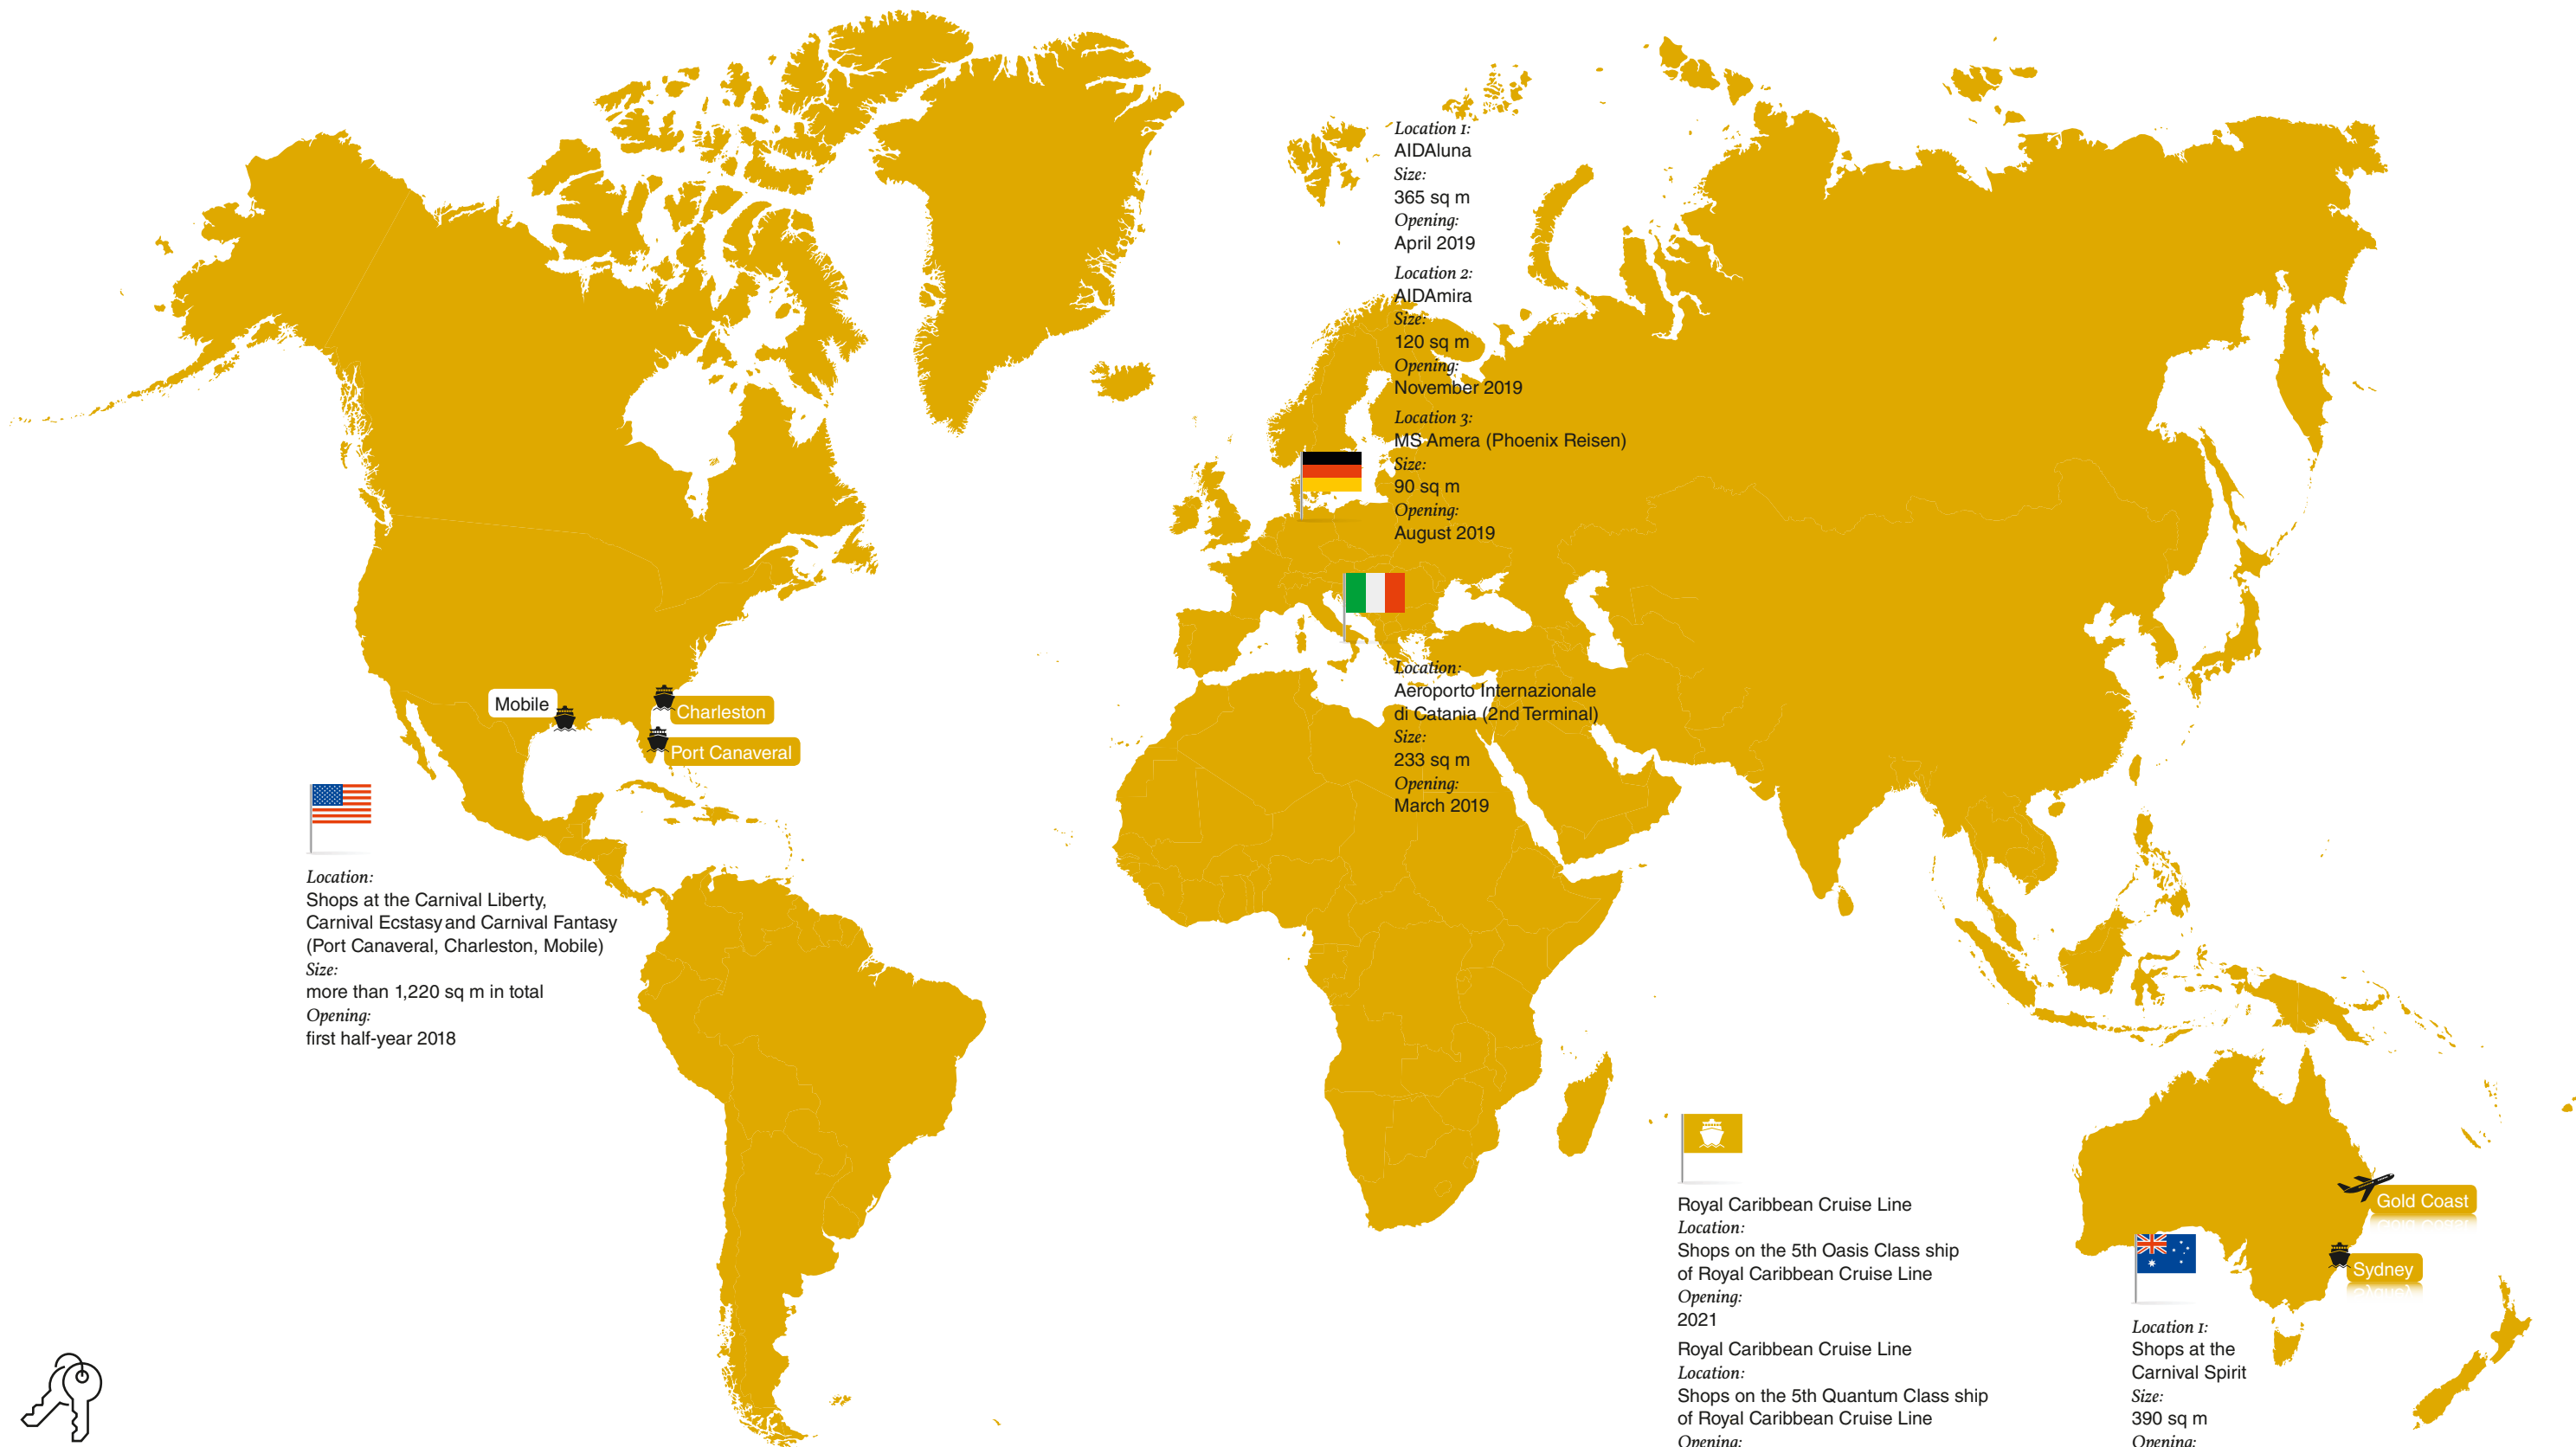 Location 1:
AIDAluna
Size:
365 sq m
Opening:
April 2019
Location 2:
AIDAmira
Size:
120 sq m
Opening:
November 2019
Location 3:
MS Amera (Phoenix Reisen)
Size:
90 sq m
Opening:
August 2019
Location:
Aeroporto Internazionale
di Catania (2nd Terminal)
Size:
233 sq m
Opening:
March 2019
Mobile
Charleston
Port Canaveral
Location:
Shops at the Carnival Liberty,
Carnival Ecstasy and Carnival Fantasy
(Port Canaveral, Charleston, Mobile)
Size:
more than 1,220 sq m in total
Opening:
first half-year 2018
Royal Caribbean Cruise Line
Location:
Shops on the 5th Oasis Class ship
of Royal Caribbean Cruise Line
Opening:
2021
Royal Caribbean Cruise Line
Location:
Shops on the 5th Quantum Class ship
of Royal Caribbean Cruise Line
Opening:
Gold Coast
Sydney
Location 1:
Shops at the
Carnival Spirit
Size:
390 sq m
Opening: